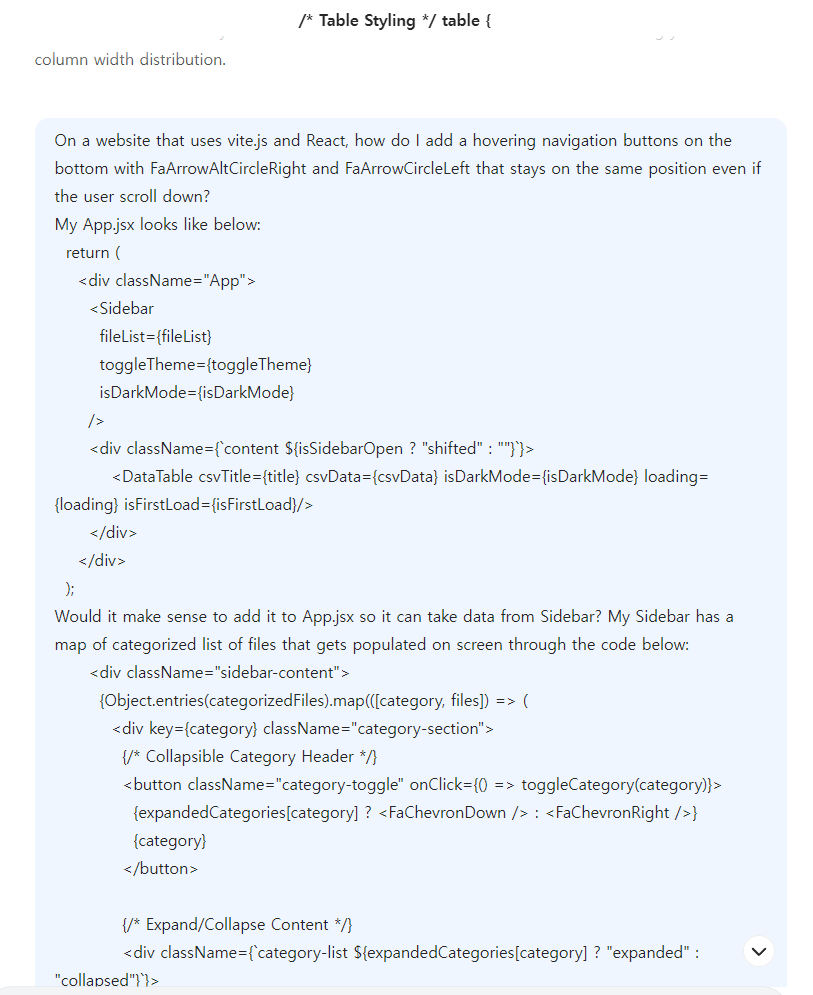 /* Table Styling */ table {
column width distribution.
On a website that uses vite.js and React, how do I add a hovering navigation buttons on the
bottom with FaArrowAltCircleRight and FaArrowCircleLeft that stays on the same position even if
the user scroll down?
My App.jsx looks like below:
return (
<div className="App">
<Sidebar
fileList={fileList}
toggleTheme={toggleTheme}
isDarkMode={isDarkMode}
/>
<div className={`content ${isSidebarOpen ? "shifted" : ""}`}>
<DataTable csvTitle={title} csvData={csvData} isDarkMode={isDarkMode} loading=
{loading} isFirstLoad={isFirstLoad}/>
</div>
</div>
);
Would it make sense to add it to App.jsx so it can take data from Sidebar? My Sidebar has a
map of categorized list of files that gets populated on screen through the code below:
<div className="sidebar-content">
{Object.entries(categorizedFiles).map(([category, files]) => (
<div key={category} className="category-section">
{/* Collapsible Category Header */}
<button className="category-toggle" onClick={() => toggleCategory(category)}>
{expandedCategories[category] ? <FaChevronDown /> : <FaChevronRight />}
{category}
</button>
{/* Expand/Collapse Content */}
<div className={`category-list ${expandedCategories[category] ? "expanded" :
"collapsed"}`}>